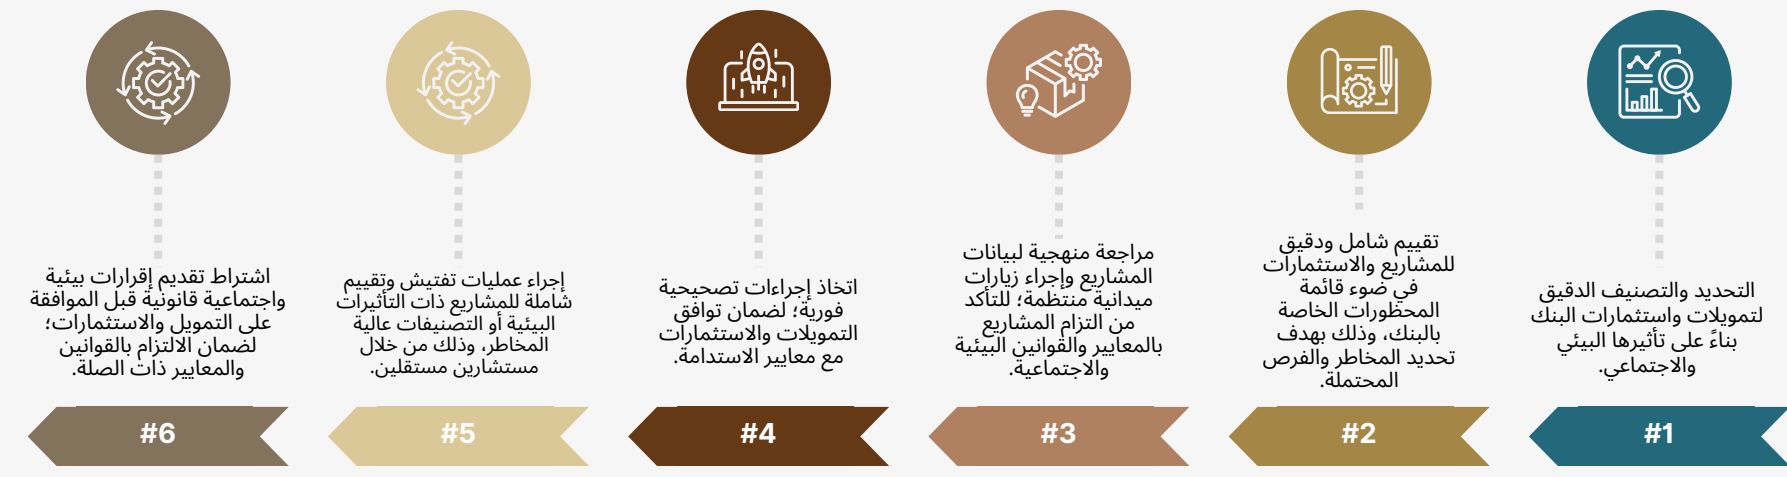 التحديد والتصنيف الدقيق
لتمويلات واستثمارات البنك
بناءً على تأثيرها البيئي
والاجتماعي.
#1
تقييم شامل ودقيق
للمشاريع والاستثمارات
في ضوء قائمة
المحظورات الخاصة
بالبنك، وذلك بهدف
تحديد المخاطر والفرص
المحتملة.
#2
مراجعة منهجية لبيانات
المشاريع وإجراء زيارات
ميدانية منتظمة؛ للتأكد
من التزام المشاريع
بالمعايير والقوانين البيئية
والاجتماعية.
#3
اتخاذ إجراءات تصحيحية
فورية؛ لضمان توافق
التمويلات والاستثمارات
مع معايير الاستدامة.
#4
إجراء عمليات تفتيش وتقييم
شاملة للمشاريع ذات التأثيرات
البيئية أو التصنيفات عالية
المخاطر، وذلك من خلال
مستشارين مستقلين.
#5
اشتراط تقديم إقرارات بيئية
واجتماعية قانونية قبل الموافقة
على التمويل والاستثمارات؛
لضمان الالتزام بالقوانين
والمعايير ذات الصلة.
#6